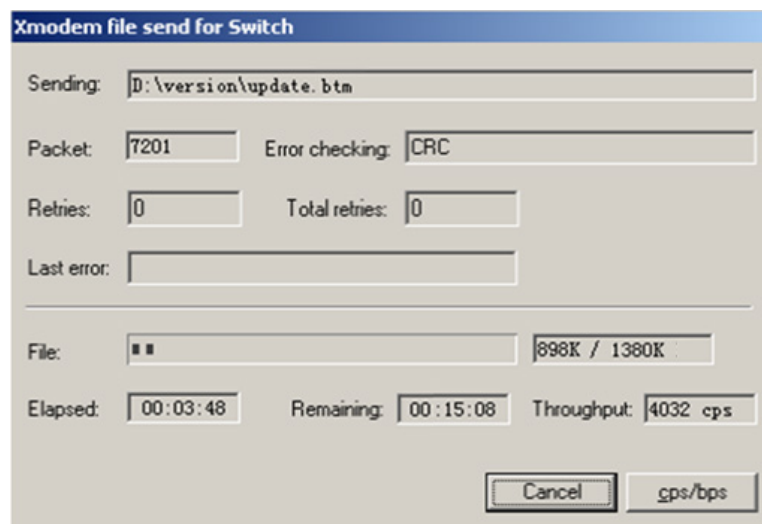 Xmodem file send for Switch
Sending: D:\version\update.btm
Packet: 7201 Error checking: CRC
Retries: 0 Total retries: 0
Last error:
File: 898K / 1380K
Elapsed: 00:03:48 Remaining: 00:15:08 Throughput: 4032 cps
Cancel cps/bps